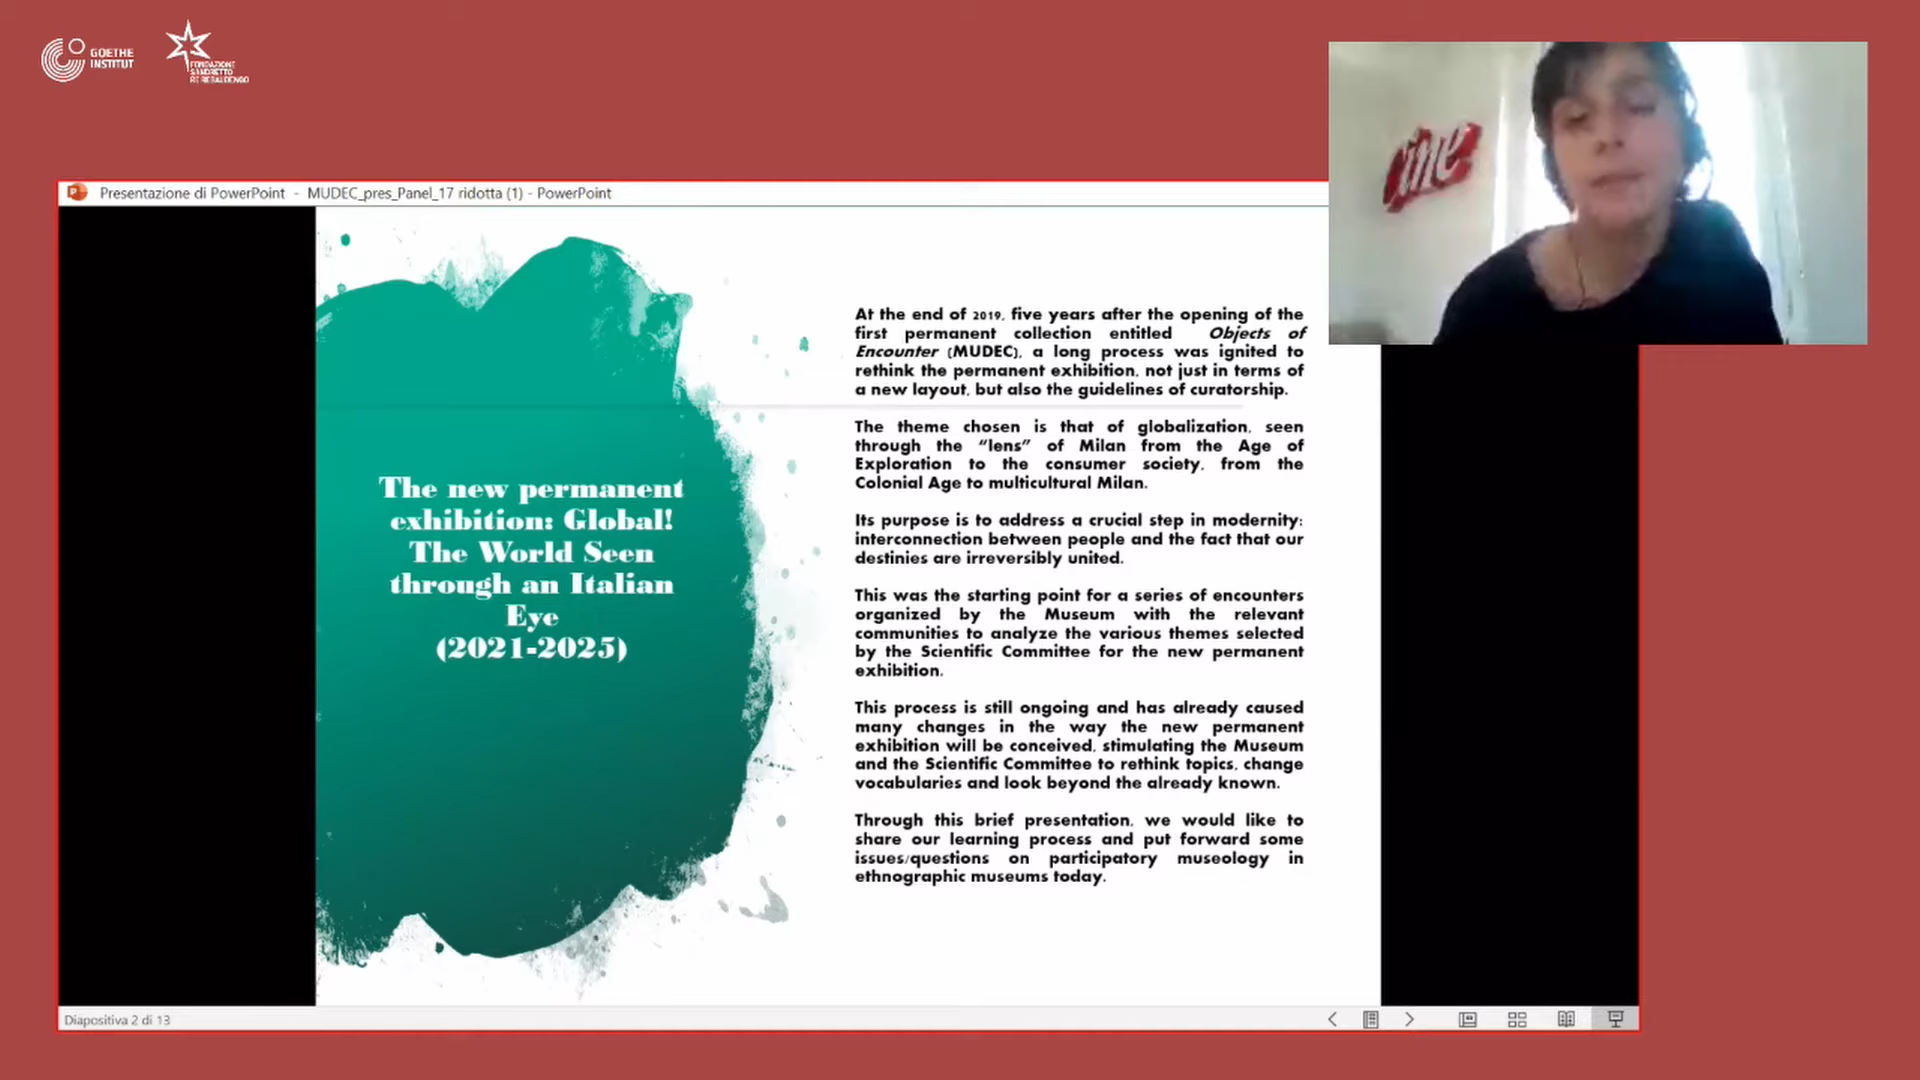 GOETHE
INSTITUT
FONDAZIONE
SANDRETTO
RE REBAUDENGO
Cine
Presentazione di PowerPoint - MUDEC_pres_Panel_17 ridotta (1) - PowerPoint
The new permanent
exhibition: Global!
The World Seen
through an Italian
Eye
(2021-2025)
At the end of 2019, five years after the opening of the
first permanent collection entitled Objects of
Encounter (MUDEC), a long process was ignited to
rethink the permanent exhibition, not just in terms of
a new layout, but also the guidelines of curatorship.
The theme chosen is that of globalization, seen
through the “lens” of Milan from the Age of
Exploration to the consumer society, from the
Colonial Age to multicultural Milan.
Its purpose is to address a crucial step in modernity:
interconnection between people and the fact that our
destinies are irreversibly united.
This was the starting point for a series of encounters
organized by the Museum with the relevant
communities to analyze the various themes selected
by the Scientific Committee for the new permanent
exhibition.
This process is still ongoing and has already caused
many changes in the way the new permanent
exhibition will be conceived, stimulating the Museum
and the Scientific Committee to rethink topics, change
vocabularies and look beyond the already known.
Through this brief presentation, we would like to
share our learning process and put forward some
issues/questions on participatory museology in
ethnographic museums today.
Diapositiva 2 di 13